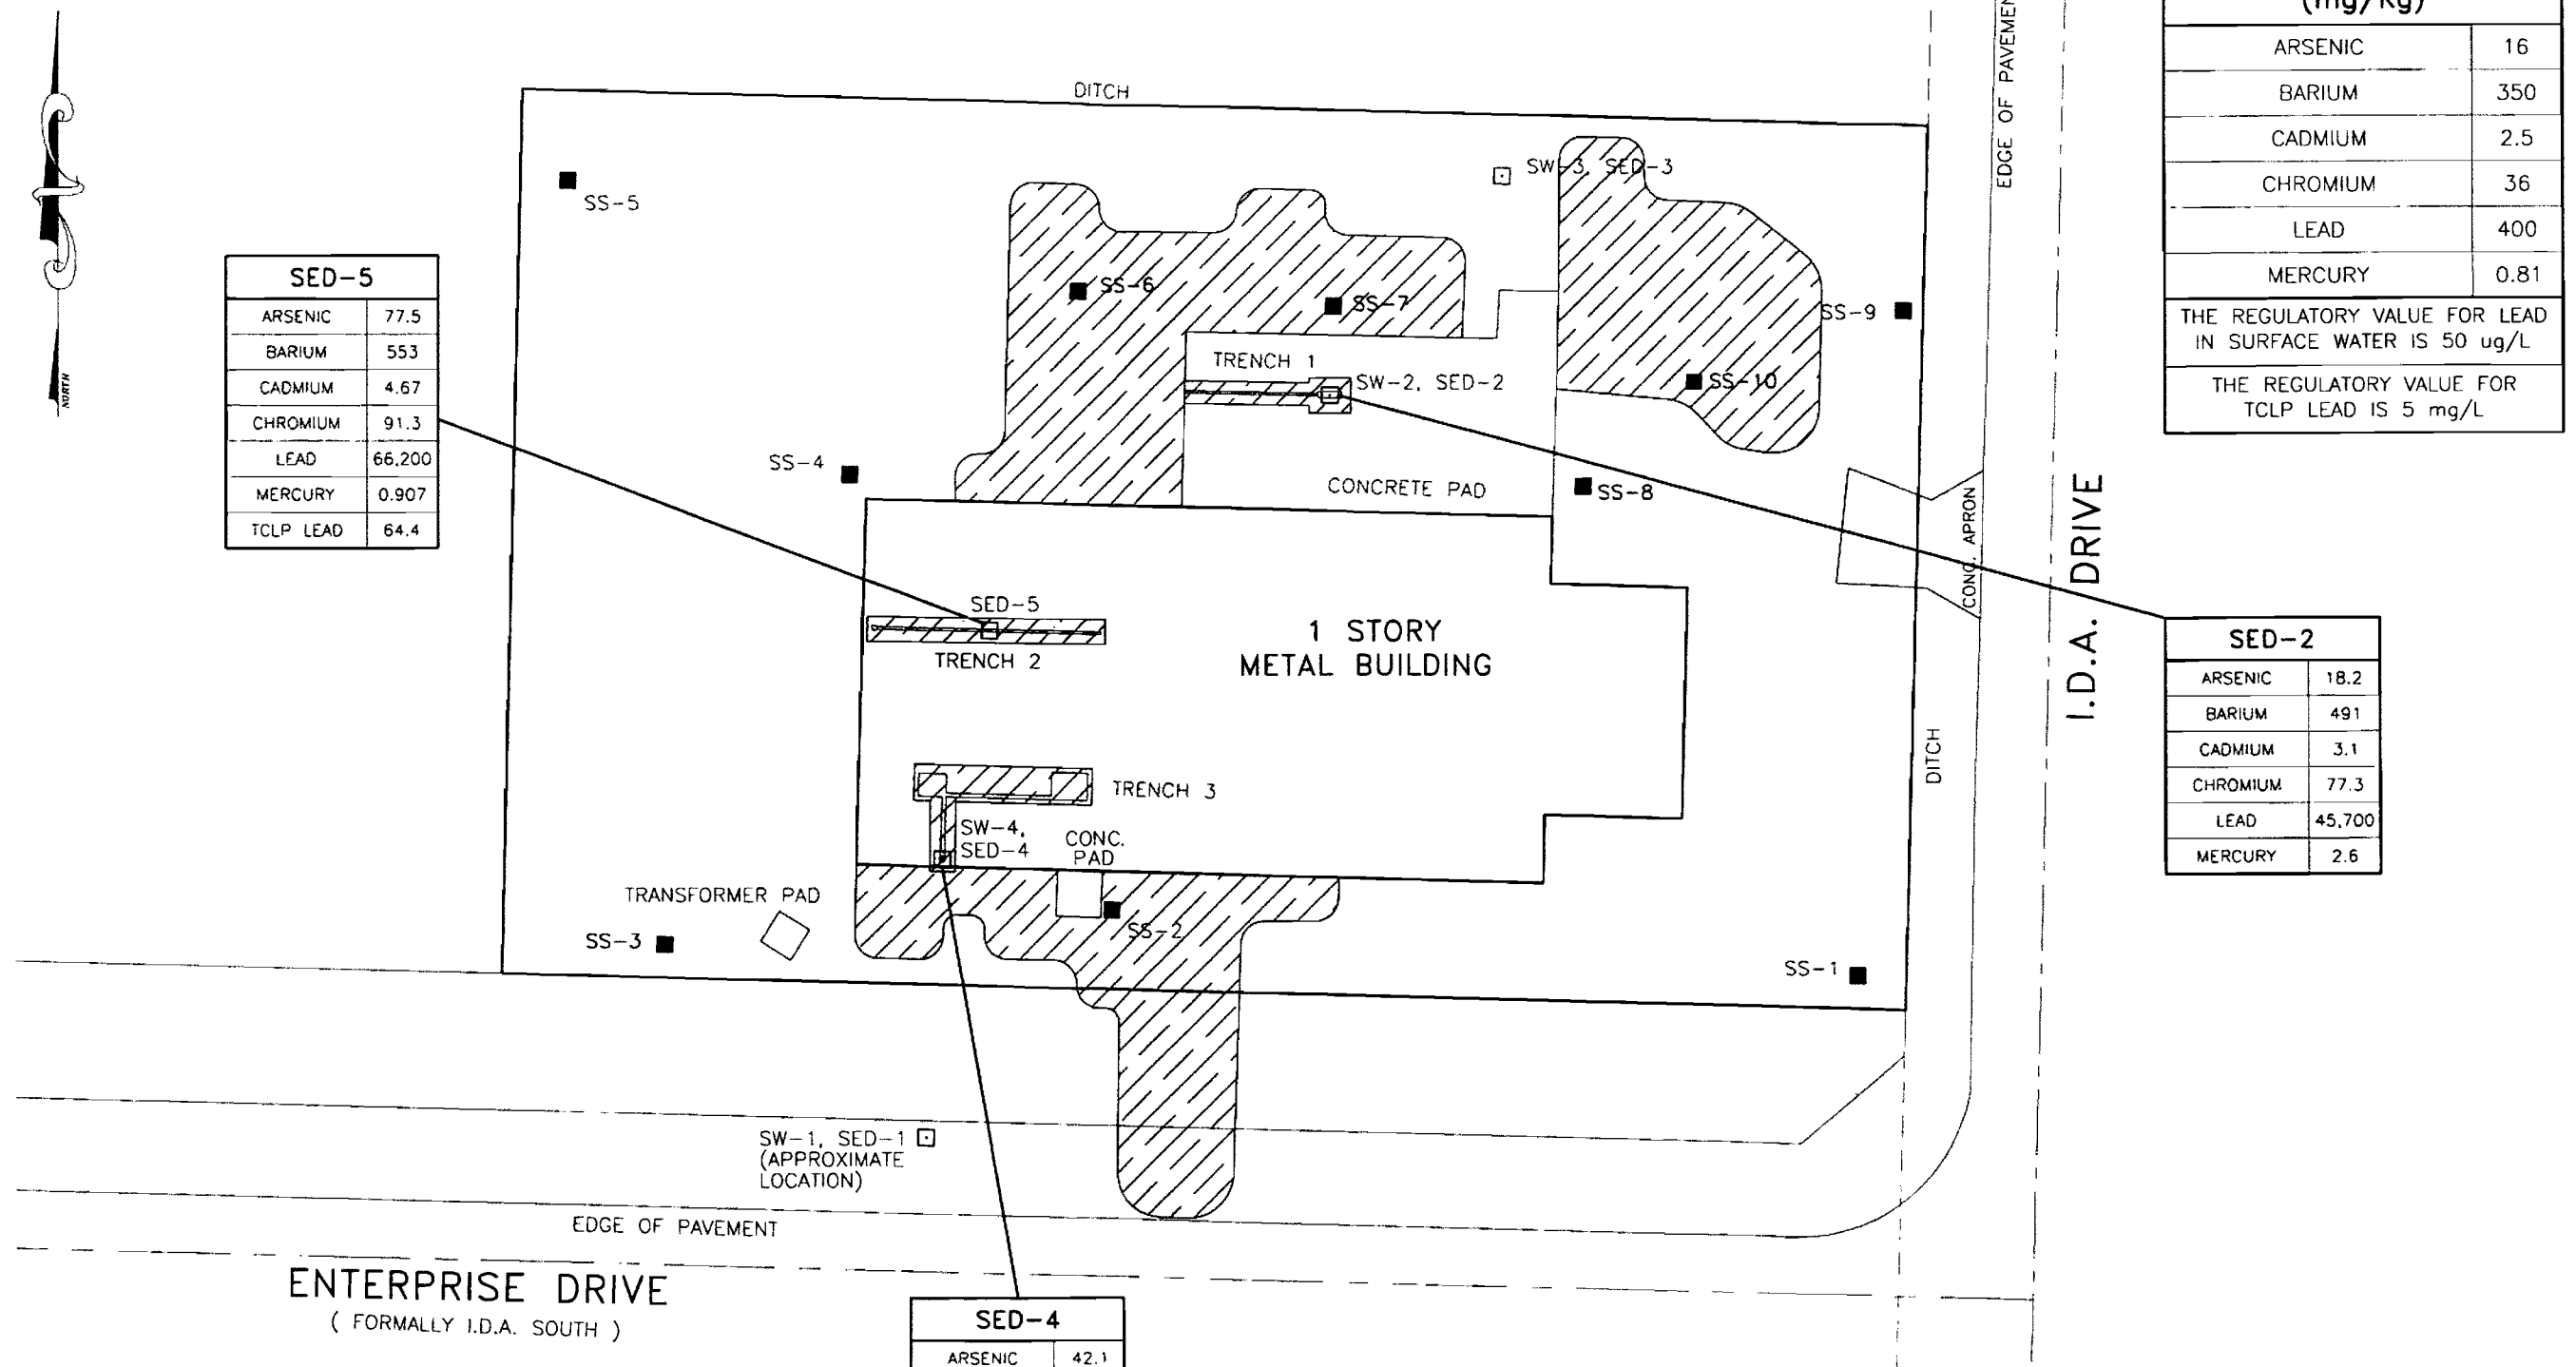 (mg/Kg)
ARSENIC 16
BARIUM 350
CADMIUM 2.5
CHROMIUM 36
LEAD 400
MERCURY 0.81
THE REGULATORY VALUE FOR LEAD
IN SURFACE WATER IS 50 ug/L
THE REGULATORY VALUE FOR
TCLP LEAD IS 5 mg/L
NORTH
DITCH
EDGE OF PAVEMEN
SW-3, SED-3
SS-5
SED-5
ARSENIC 77.5
BARIUM 553
CADMIUM 4.67
CHROMIUM 91.3
LEAD 66,200
MERCURY 0.907
TCLP LEAD 64.4
SS-6
SS-7
SS-9
TRENCH 1
SW-2, SED-2
SS-10
SS-4
CONCRETE PAD
SS-8
CONC. APRON
I.D.A. DRIVE
SED-5
TRENCH 2
1 STORY
METAL BUILDING
SED-2
ARSENIC 18.2
BARIUM 491
CADMIUM 3.1
CHROMIUM 77.3
LEAD 45,700
MERCURY 2.6
DITCH
TRENCH 3
SW-4,
SED-4
CONC.
PAD
TRANSFORMER PAD
SS-3
SS-2
SS-1
SW-1, SED-1
(APPROXIMATE
LOCATION)
EDGE OF PAVEMENT
ENTERPRISE DRIVE
( FORMALLY I.D.A. SOUTH )
SED-4
ARSENIC 42.1